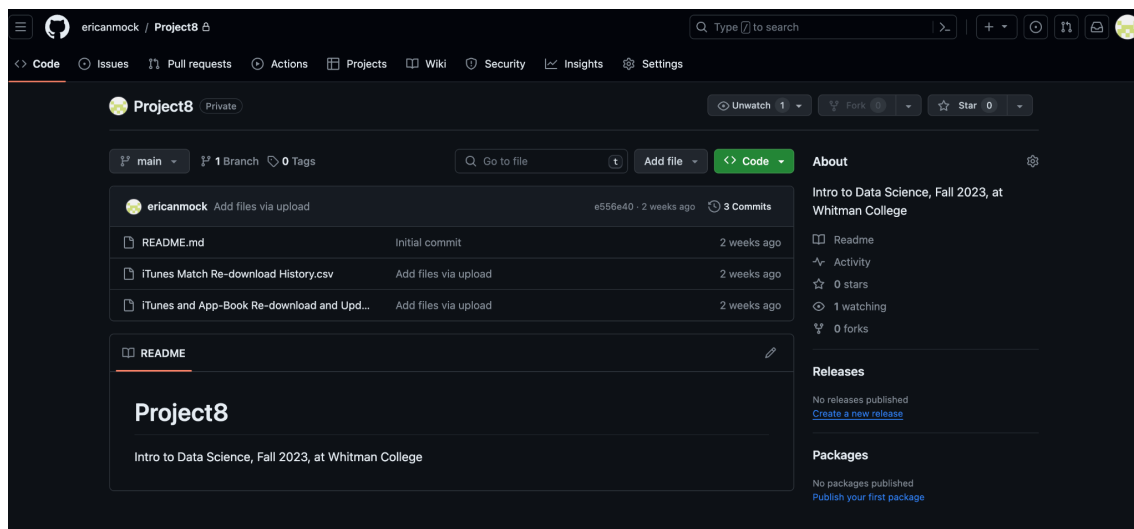 ericanmock / Project8
Type / to search
Code
Issues
Pull requests
Actions
Projects
Wiki
Security
Insights
Settings
Project8 Private
Unwatch 1
Fork 0
Star 0
main
1 Branch
0 Tags
Go to file t
Add file
Code
ericanmock Add files via upload
e556e40 · 2 weeks ago
3 Commits
README.md Initial commit 2 weeks ago
iTunes Match Re-download History.csv Add files via upload 2 weeks ago
iTunes and App-Book Re-download and Upd... Add files via upload 2 weeks ago
README
Project8
Intro to Data Science, Fall 2023, at Whitman College
About
Intro to Data Science, Fall 2023, at
Whitman College
Readme
Activity
0 stars
1 watching
0 forks
Releases
No releases published
Create a new release
Packages
No packages published
Publish your first package